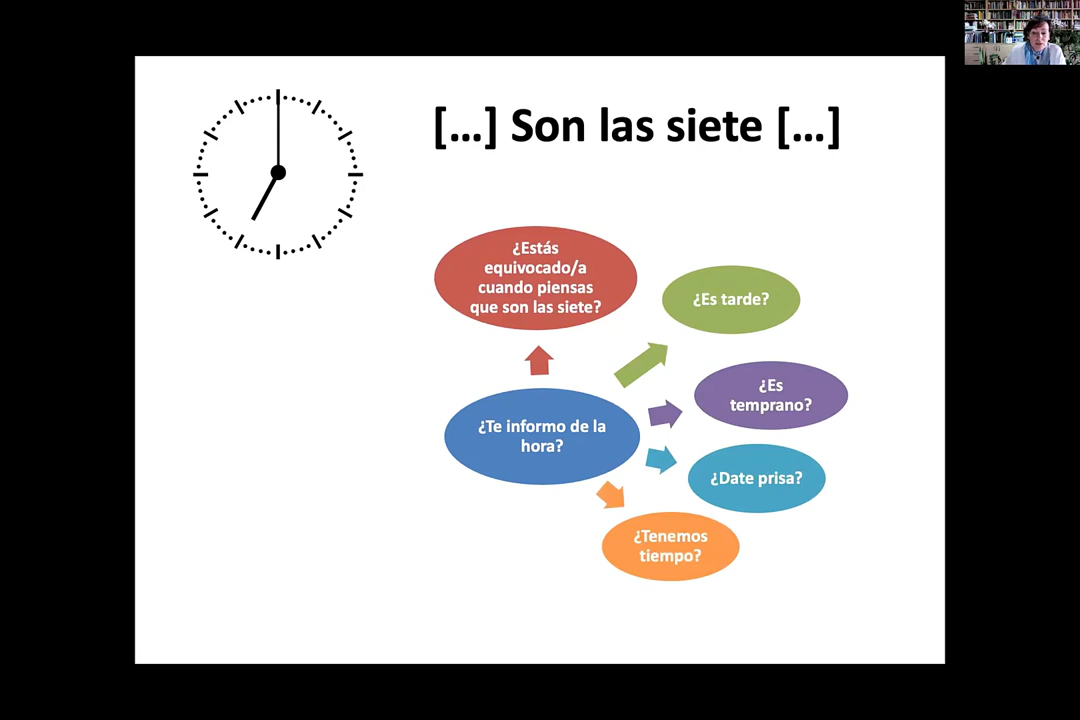 […] Son las siete […]
¿Estás
equivocado/a
cuando piensas
que son las siete?
¿Es tarde?
¿Es
temprano?
¿Te informo de la
hora?
¿Date prisa?
¿Tenemos
tiempo?